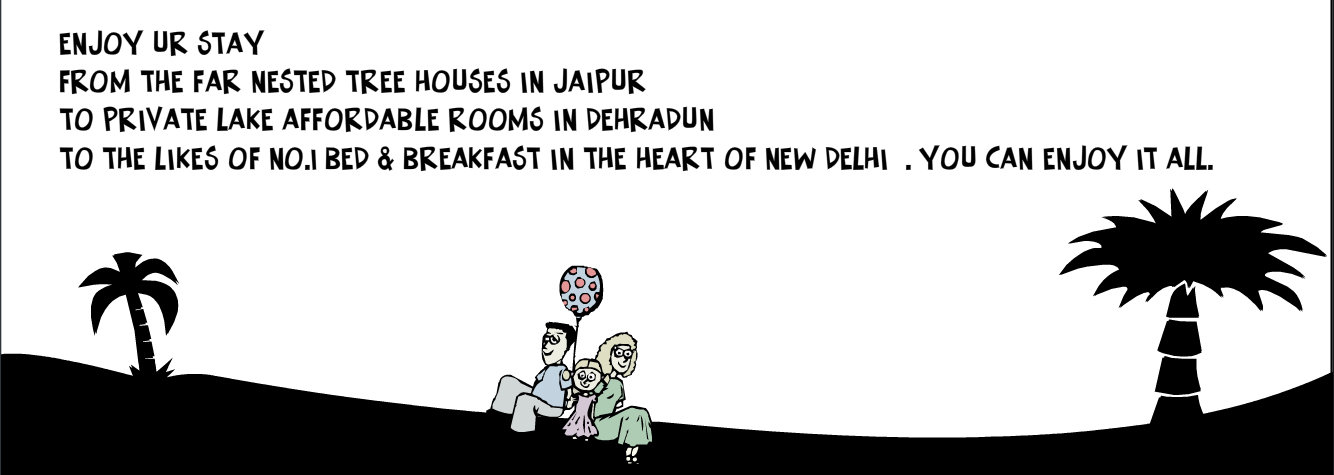 ENJOY UR STAY
FROM THE FAR NESTED TREE HOUSES IN JAIPUR
TO PRIVATE LAKE AFFORDABLE ROOMS IN DEHRADUN
TO THE LIKES OF NO.1 BED & BREAKFAST IN THE HEART OF NEW DELHI . YOU CAN ENJOY IT ALL.